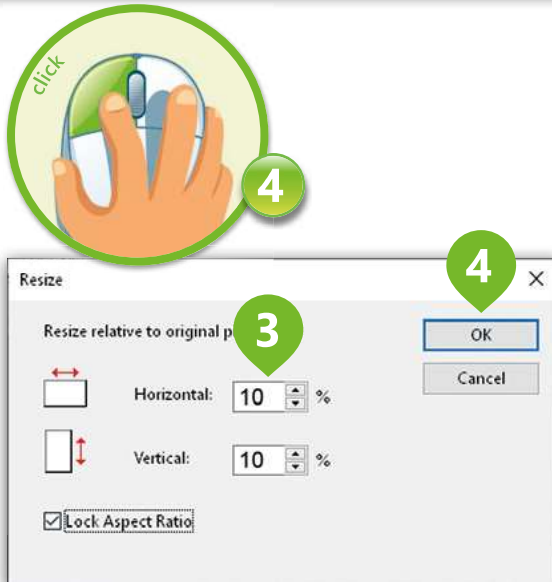 click
4
4
Resize
Resize relative to original p
3
OK
Horizontal: 10 %
Cancel
Vertical: 10 %
Lock Aspect Ratio